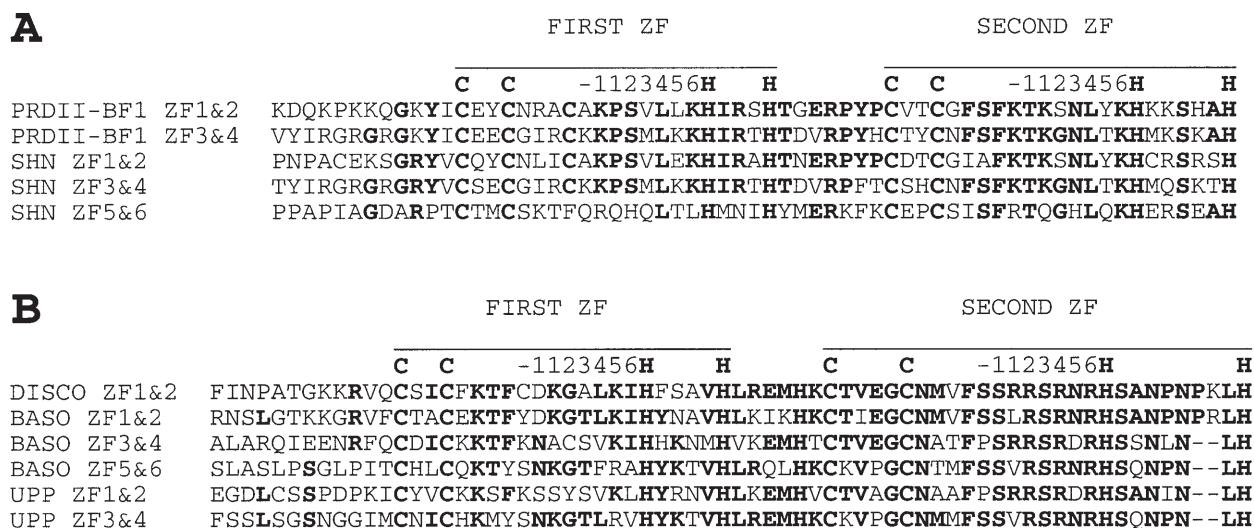 A
FIRST ZF SECOND ZF
C C -1123456H H C C -1123456H H
PRDII-BF1 ZF1&2 KDQKPKKQGKYICEYCNRACAKPSVLLKHIRSHTGERPYPCVTCGFSFKTKSNLYKHKKSHAH
PRDII-BF1 ZF3&4 VYIRGRGRGKYICEECGIRCKKPSMLKKHIRTHTDVRPYHCTYCNFSFKTKGNLTKHMKSKAH
SHN ZF1&2 PNPACEKSGRYVCQYCNLICAKPSVLEKHIRAHTNERPYPCDTCGIAFKTKSNLYKHCRSRSH
SHN ZF3&4 TYIRGRGRGRYVCSECGIRCKKPSMLKKHIRTHTDVRPFTCSHCNFSFKTKGNLTKHMQSKTH
SHN ZF5&6 PPAPIAGDARPTCTMCSKTFQRQHQLTLHMNIHYMERKFKCEPCSISFRTQGHLQKHERSEAH
B
FIRST ZF SECOND ZF
C C -1123456H H C C -1123456H H
DISCO ZF1&2 FINPATGKKRVQCSICFKTFCDKGALKIHFSAVHLREMHKCTVEGCNMVFSSRRSRNRHSANPNPKLH
BASO ZF1&2 RNSLGTKKGRVFCTACEKTFYDKGTLKIHYNAVHLKIKHKCTIEGCNMVFSSLRSRNRHSANPNPRLH
BASO ZF3&4 ALARQIEENRFQCDICKKTFKNACSVKIHHKNMHVKEMHTCTVEGCNATFPSRRSRDRHSSNLN--LH
BASO ZF5&6 SLASLPSGLPITCHLCQKTYSNKGTFRAHYKTVHLRQLHKCKVPGCNTMFSSVRSRNRHSQNPN--LH
UPP ZF1&2 EGDLCSSPDPKICYVCKKSFKSSYSVKLHYRNVHLKEMHVCTVAGCNAAFPSRRSRDRHSANIN--LH
UPP ZF3&4 FSSLSGSNGGIMCNICHKMYSNKGTLRVHYKTVHLREMHKCKVPGCNMMFSSVRSRNRHSQNPN--LH